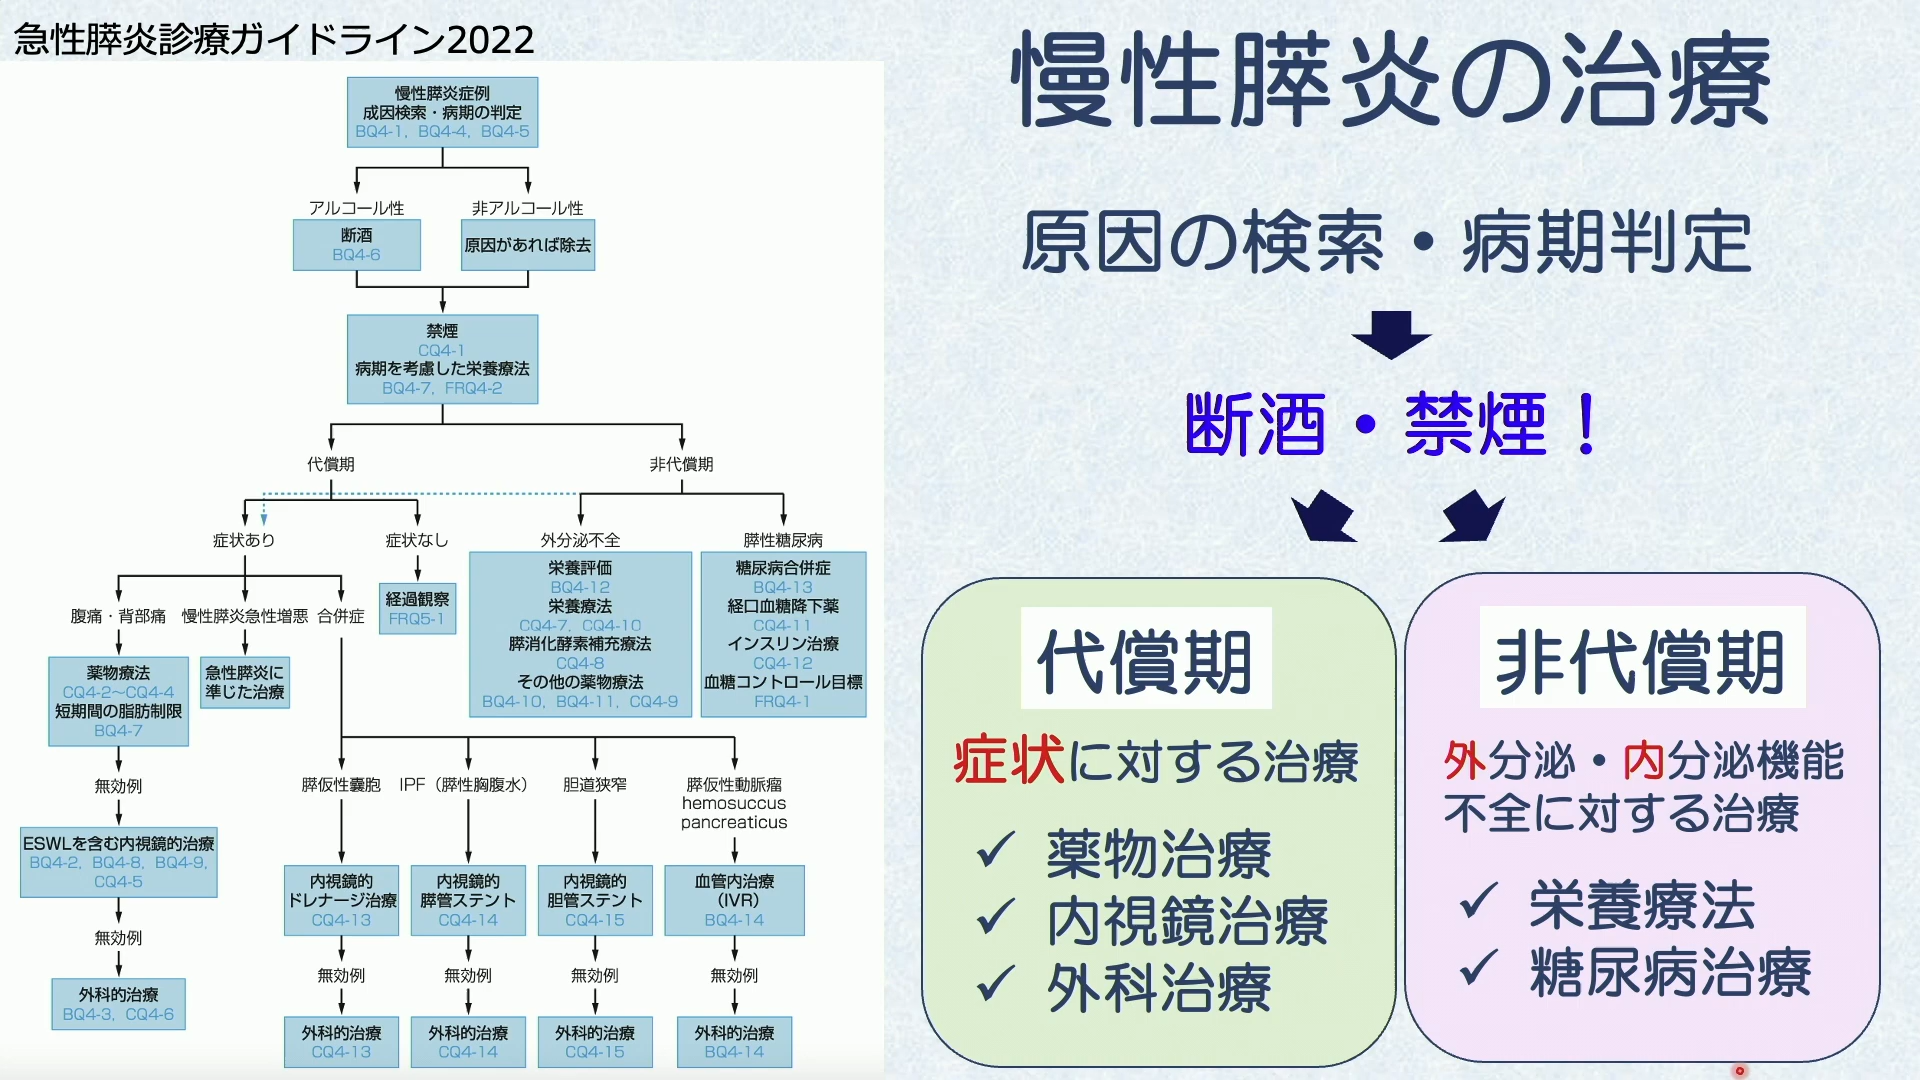 急性膵炎診療ガイドライン2022
慢性膵炎症例
成因検索・病期の判定
BQ4-1, BQ4-4, BQ4-5
アルコール性
非アルコール性
断酒
BQ4-6
原因があれば除去
禁煙
CQ4-1
病期を考慮した栄養療法
BQ4-7, FRQ4-2
代償期
非代償期
症状あり
症状なし
外分泌不全
膵性糖尿病
腹痛・背部痛
慢性膵炎急性増悪
合併症
経過観察
FRQ5-1
栄養評価
BQ4-12
栄養療法
CQ4-7, CQ4-10
膵消化酵素補充療法
CQ4-8
その他の薬物療法
BQ4-10, BQ4-11, CQ4-9
糖尿病合併症
BQ4-13
経口血糖降下薬
CQ4-11
インスリン治療
CQ4-12
血糖コントロール目標
FRQ4-1
薬物療法
CQ4-2～CQ4-4
短期間の脂肪制限
BQ4-7
急性膵炎に
準じた治療
無効例
ESWLを含む内視鏡的治療
BQ4-2, BQ4-8, BQ4-9,
CQ4-5
無効例
外科的治療
BQ4-3, CQ4-6
膵仮性嚢胞
IPF（膵性胸腹水）
胆道狭窄
膵仮性動脈瘤
hemosuccus
pancreaticus
内視鏡的
ドレナージ治療
CQ4-13
内視鏡的
膵管ステント
CQ4-14
内視鏡的
胆管ステント
CQ4-15
血管内治療
（IVR）
BQ4-14
無効例
無効例
無効例
無効例
外科的治療
CQ4-13
外科的治療
CQ4-14
外科的治療
CQ4-15
外科的治療
BQ4-14
慢性膵炎の治療
原因の検索・病期判定
断酒・禁煙！
代償期
症状に対する治療
✓ 薬物治療
✓ 内視鏡治療
✓ 外科治療
非代償期
外分泌・内分泌機能
不全に対する治療
✓ 栄養療法
✓ 糖尿病治療